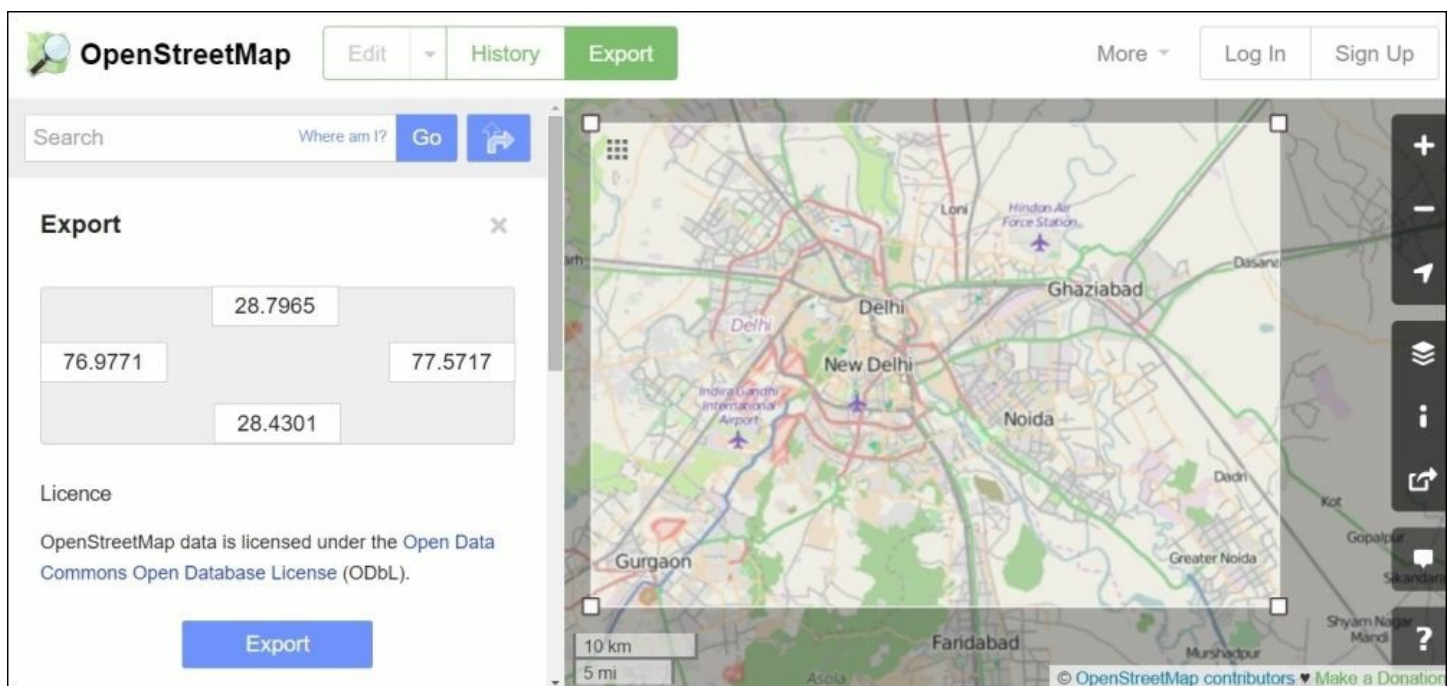 OpenStreetMap
Edit
History
Export
More
Log In
Sign Up
Search
Where am I?
Go
Export
×
28.7965
76.9771
77.5717
28.4301
Licence
OpenStreetMap data is licensed under the Open Data
Commons Open Database License (ODbL).
Export
Loni
Hindon Air
Force Station
Dasana
arh
Ghaziabad
Delhi
Delhi
New Delhi
Indira Gandhi
International
Airport
Noida
Dadri
Kot
Gopalpur
Gurgaon
Greater Noida
Sikandara
Shyam Nagar
Mandi
Faridabad
Murshadpur
Asola
10 km
5 mi
+
−
i
?
© OpenStreetMap contributors ♥ Make a Donation